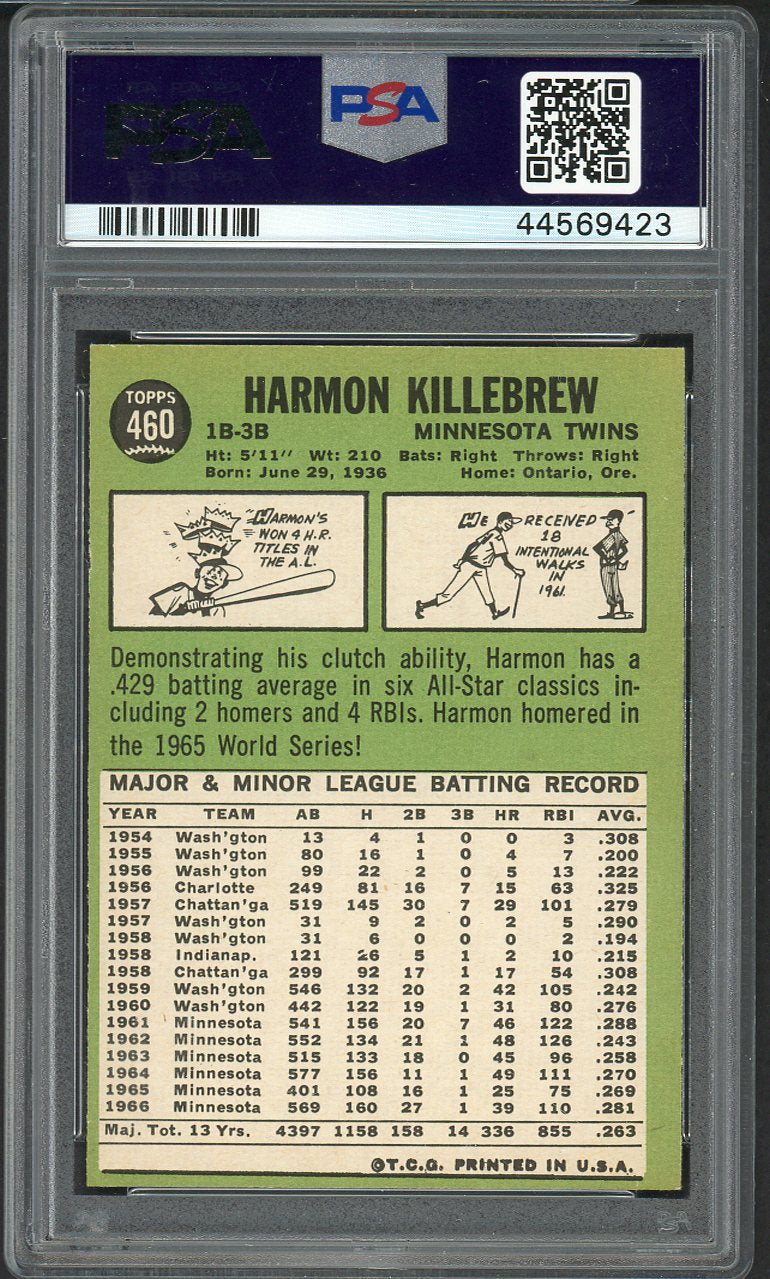 PSA
PSA
44569423
TOPPS
460
HARMON KILLEBREW
1B-3B MINNESOTA TWINS
Ht: 5'11" Wt: 210 Bats: Right Throws: Right
Born: June 29, 1936 Home: Ontario, Ore.
HARMON'S
WON 4 H.R.
TITLES IN
THE A.L.
HE RECEIVED
18
INTENTIONAL
WALKS
IN
1961.
Demonstrating his clutch ability, Harmon has a
.429 batting average in six All-Star classics in-
cluding 2 homers and 4 RBIs. Harmon homered in
the 1965 World Series!
MAJOR & MINOR LEAGUE BATTING RECORD
YEAR TEAM AB H 2B 3B HR RBI AVG.
1954 Wash'gton 13 4 1 0 0 3 .308
1955 Wash'gton 80 16 1 0 4 7 .200
1956 Wash'gton 99 22 2 0 5 13 .222
1956 Charlotte 249 81 16 7 15 63 .325
1957 Chattan'ga 519 145 30 7 29 101 .279
1957 Wash'gton 31 9 2 0 2 5 .290
1958 Wash'gton 31 6 0 0 0 2 .194
1958 Indianap. 121 26 5 1 2 10 .215
1958 Chattan'ga 299 92 17 1 17 54 .308
1959 Wash'gton 546 132 20 2 42 105 .242
1960 Wash'gton 442 122 19 1 31 80 .276
1961 Minnesota 541 156 20 7 46 122 .288
1962 Minnesota 552 134 21 1 48 126 .243
1963 Minnesota 515 133 18 0 45 96 .258
1964 Minnesota 577 156 11 1 49 111 .270
1965 Minnesota 401 108 16 1 25 75 .269
1966 Minnesota 569 160 27 1 39 110 .281
Maj. Tot. 13 Yrs. 4397 1158 158 14 336 855 .263
©T.C.G. PRINTED IN U.S.A.
PSA